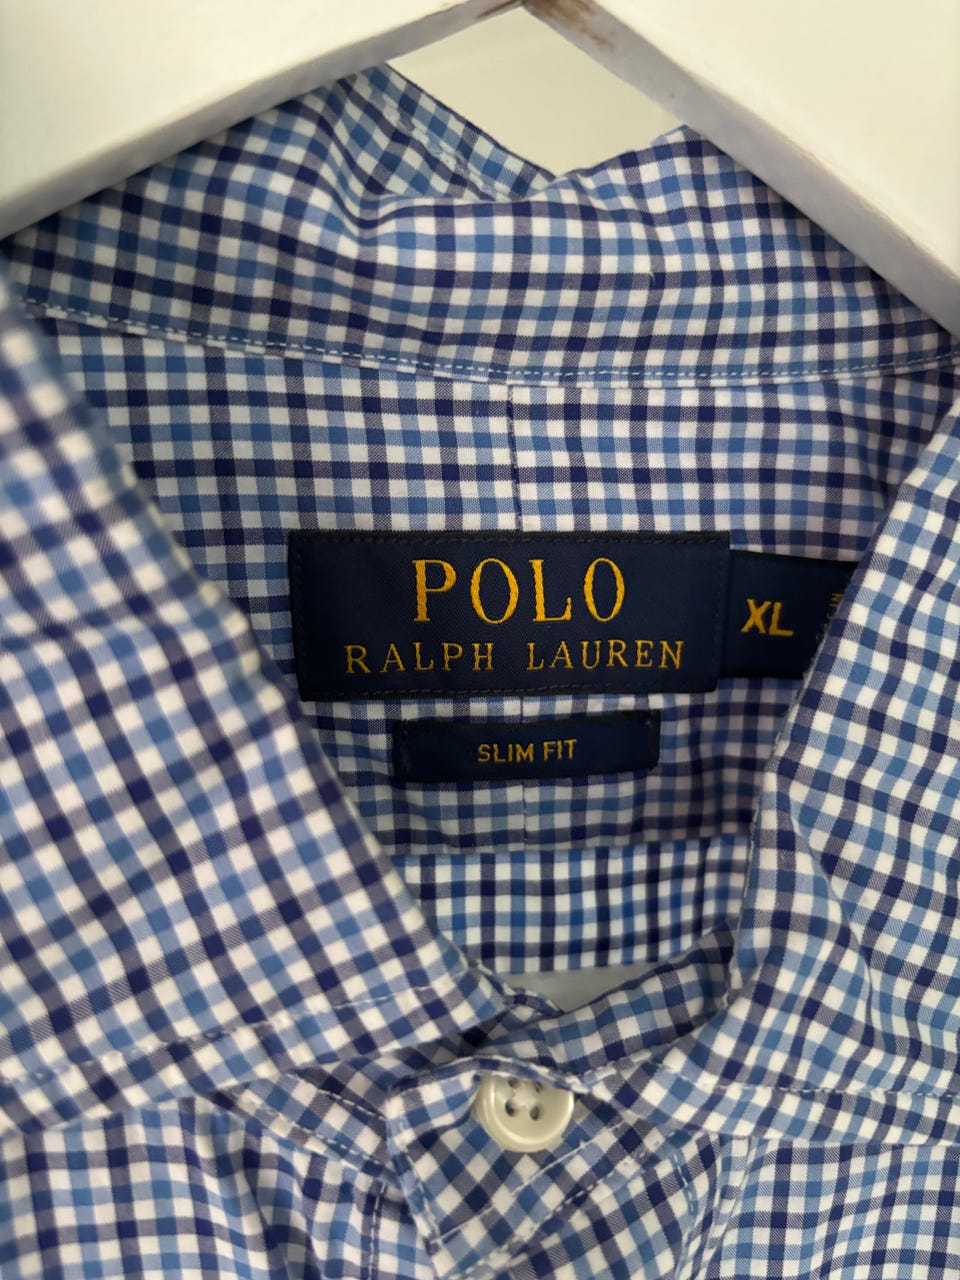 POLO
RALPH LAUREN
XL
SLIM FIT